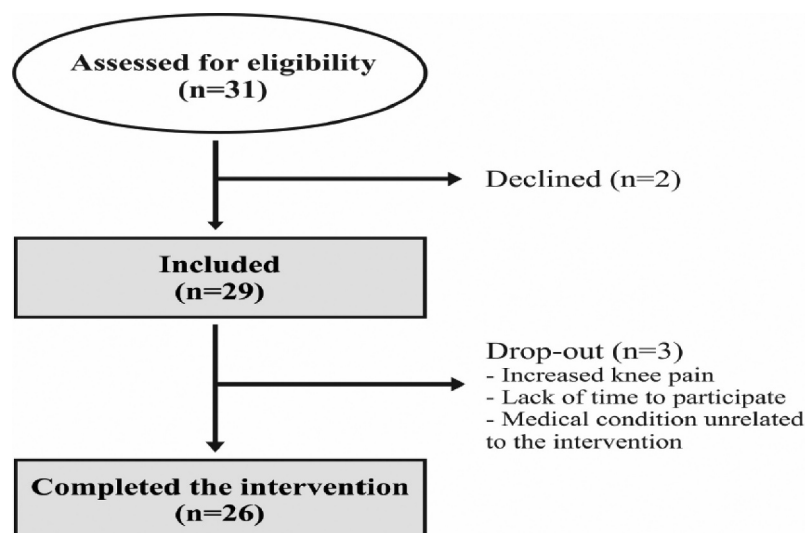 Assessed for eligibility
(n=31)
Declined (n=2)
Included
(n=29)
Drop-out (n=3)
- Increased knee pain
- Lack of time to participate
- Medical condition unrelated
to the intervention
Completed the intervention
(n=26)